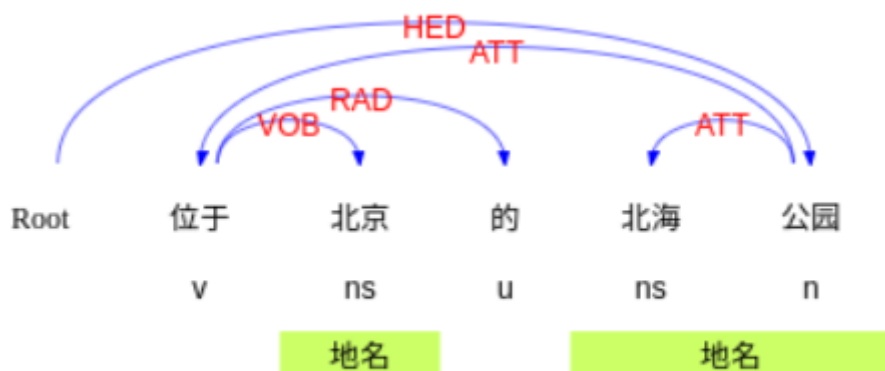 HED
ATT
RAD
VOB ATT
Root 位于 北京 的 北海 公园
v ns u ns n
地名 地名